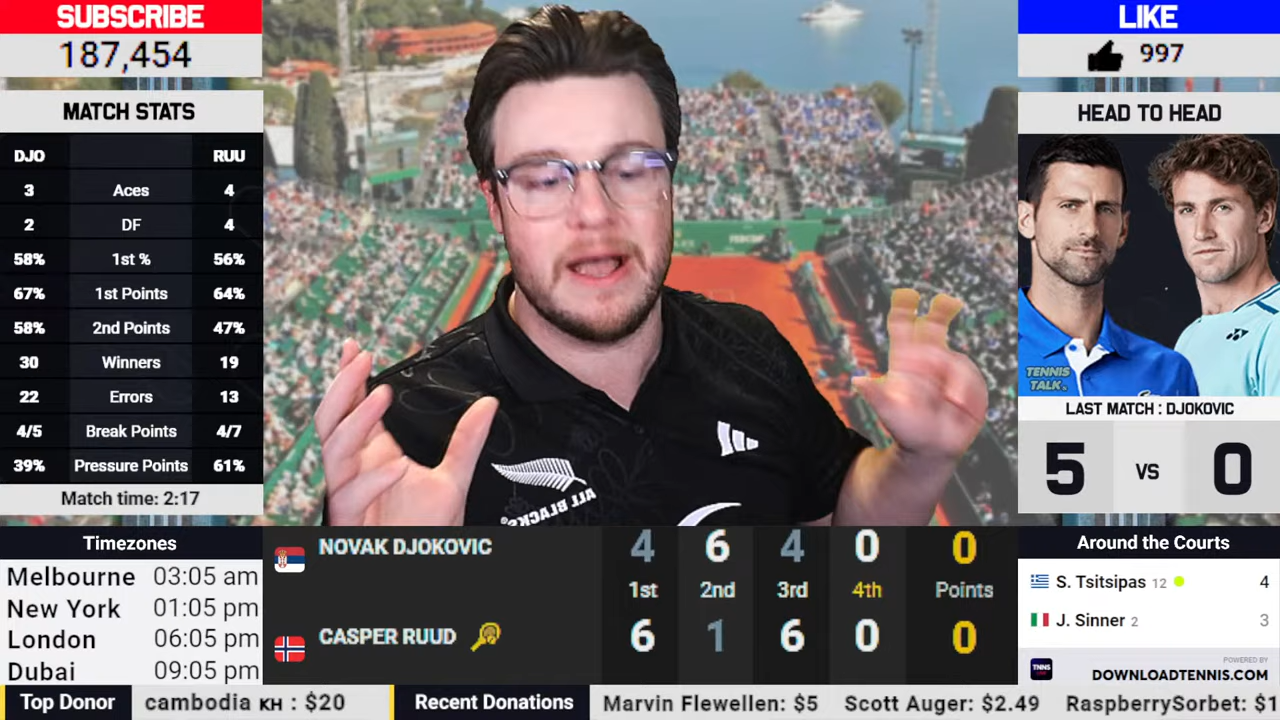 SUBSCRIBE
187,454
MATCH STATS
DJO RUU
3 Aces 4
2 DF 4
58% 1st % 56%
67% 1st Points 64%
58% 2nd Points 47%
30 Winners 19
22 Errors 13
4/5 Break Points 4/7
39% Pressure Points 61%
Match time: 2:17
Timezones
Melbourne 03:05 am
New York 01:05 pm
London 06:05 pm
Dubai 09:05 pm
ALL BLACKS
NOVAK DJOKOVIC 4 6 4 0 0
1st 2nd 3rd 4th Points
CASPER RUUD 6 1 6 0 0
LIKE
997
HEAD TO HEAD
TENNIS
TALK.
LAST MATCH : DJOKOVIC
5 VS 0
Around the Courts
S. Tsitsipas 12 4
J. Sinner 2 3
TNNS
POWERED BY
DOWNLOADTENNIS.COM
Top Donor cambodia KH : $20 Recent Donations Marvin Flewellen: $5 Scott Auger: $2.49 RaspberrySorbet: $1